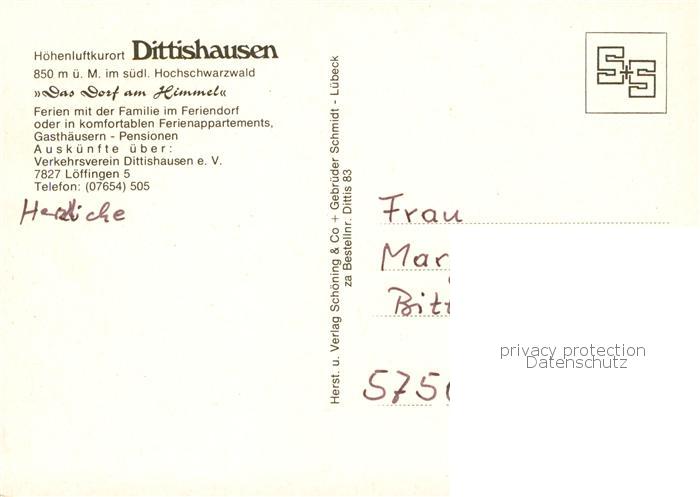 Höhenluftkurort Dittishausen
850 m ü. M. im südl. Hochschwarzwald
»Das Dorf am Himmel«
Ferien mit der Familie im Feriendorf
oder in komfortablen Ferienappartements,
Gasthäusern - Pensionen
Auskünfte über:
Verkehrsverein Dittishausen e. V.
7827 Löffingen 5
Telefon: (07654) 505
Herzliche
Herst. u. Verlag Schöning & Co + Gebrüder Schmidt - Lübeck
za Bestellnr. Dittis 83
S+S
Frau
Mar
Bitt
575
privacy protection
Datenschutz